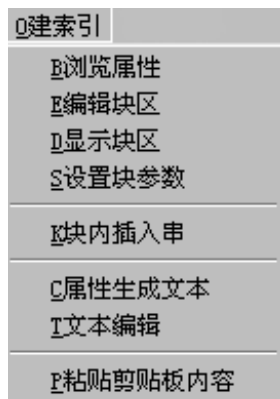 O建索引
B浏览属性
E编辑块区
D显示块区
S设置块参数
K块内插入串
C属性生成文本
T文本编辑
P粘贴剪贴板内容